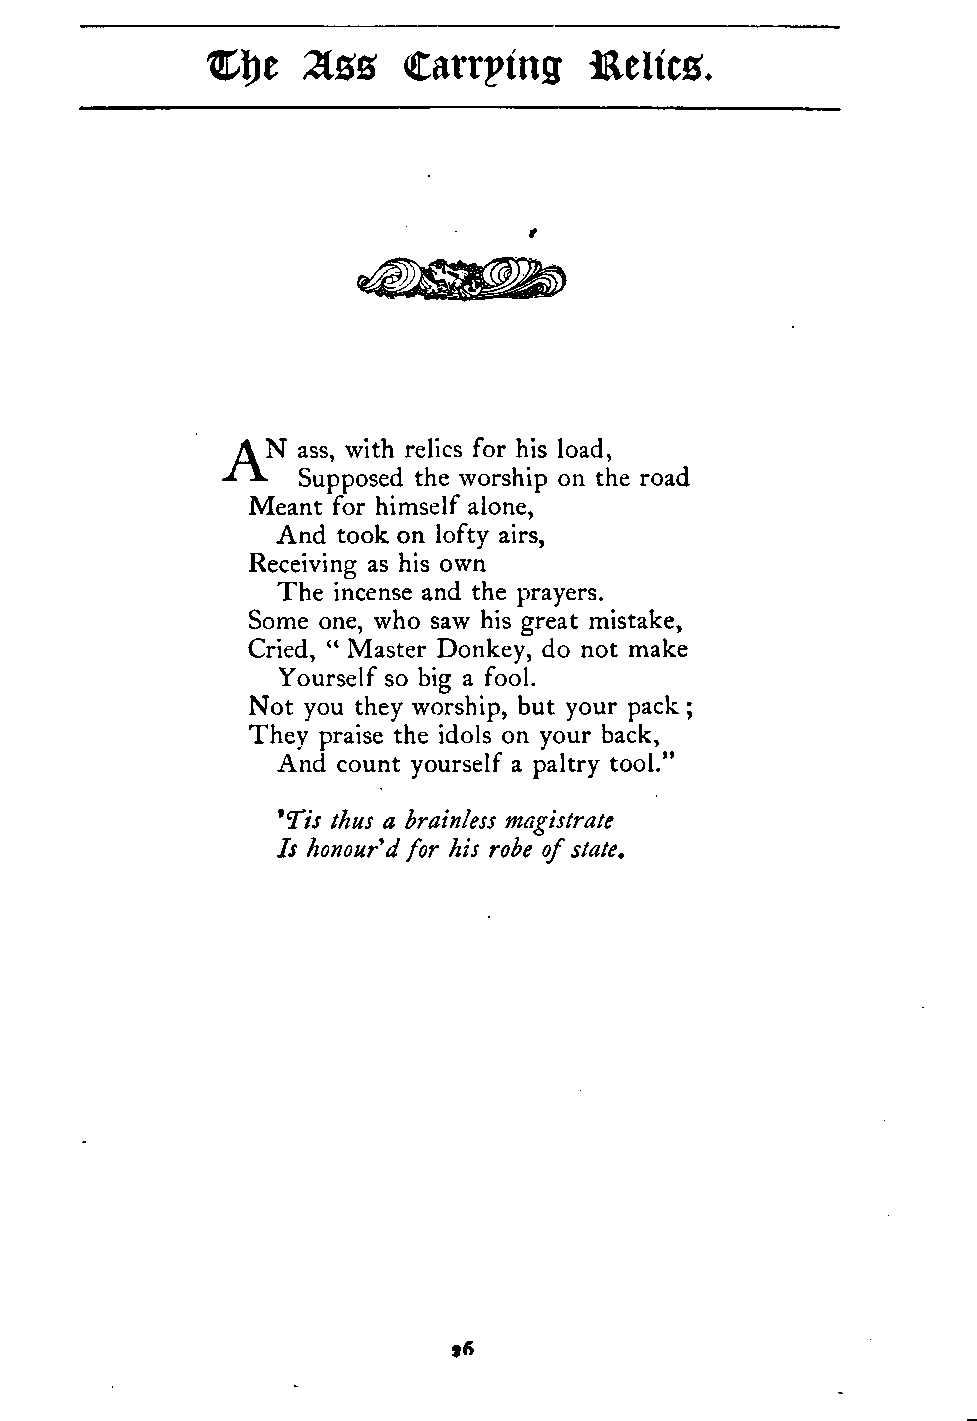 The Ass Carrying Relics.
AN ass, with relics for his load,
Supposed the worship on the road
Meant for himself alone,
And took on lofty airs,
Receiving as his own
The incense and the prayers.
Some one, who saw his great mistake,
Cried, “ Master Donkey, do not make
Yourself so big a fool.
Not you they worship, but your pack ;
They praise the idols on your back,
And count yourself a paltry tool.”
’Tis thus a brainless magistrate
Is honour’d for his robe of state.